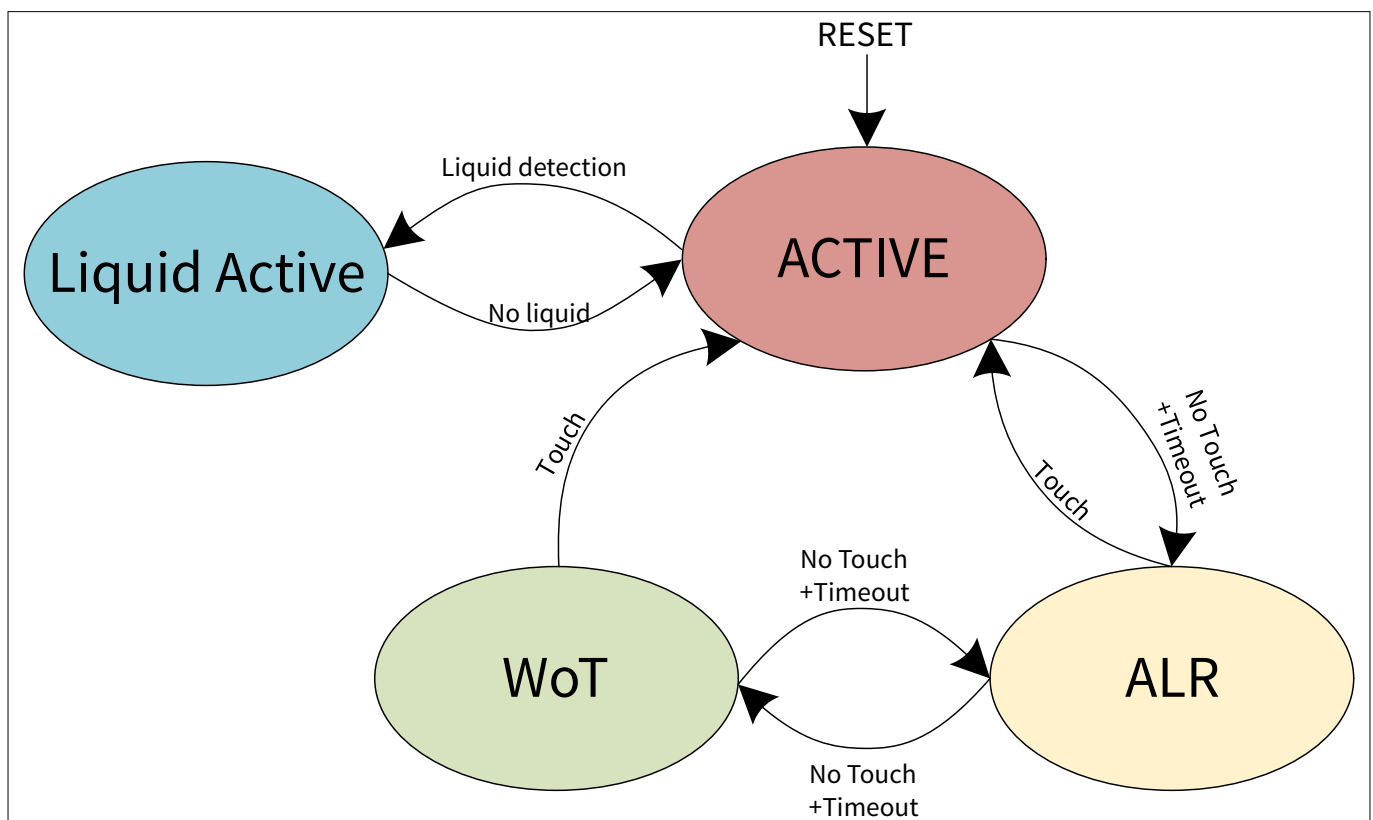 RESET
Liquid detection
Liquid Active
ACTIVE
No liquid
Touch
Touch
No Touch
+Timeout
No Touch
+Timeout
WoT
ALR
No Touch
+Timeout